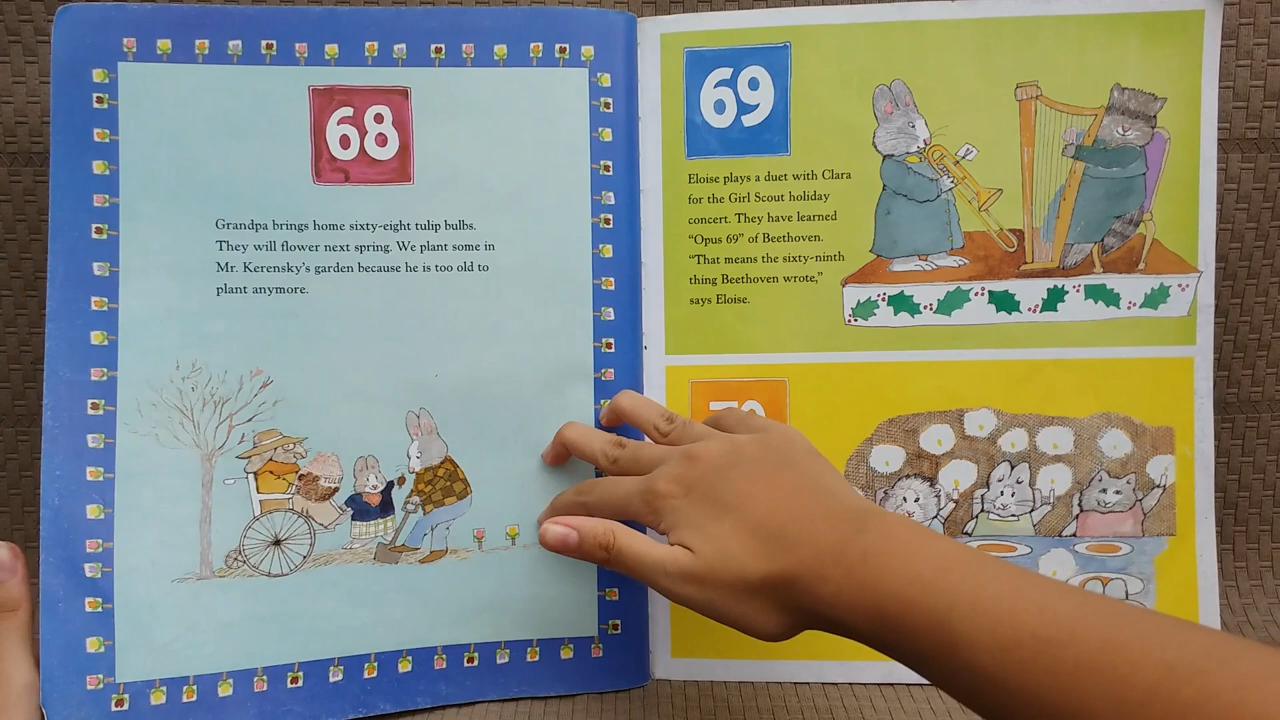 68
Grandpa brings home sixty-eight tulip bulbs.
They will flower next spring. We plant some in
Mr. Kerensky's garden because he is too old to
plant anymore.
TULI
69
Eloise plays a duet with Clara
for the Girl Scout holiday
concert. They have learned
"Opus 69" of Beethoven.
"That means the sixty-ninth
thing Beethoven wrote,"
says Eloise.